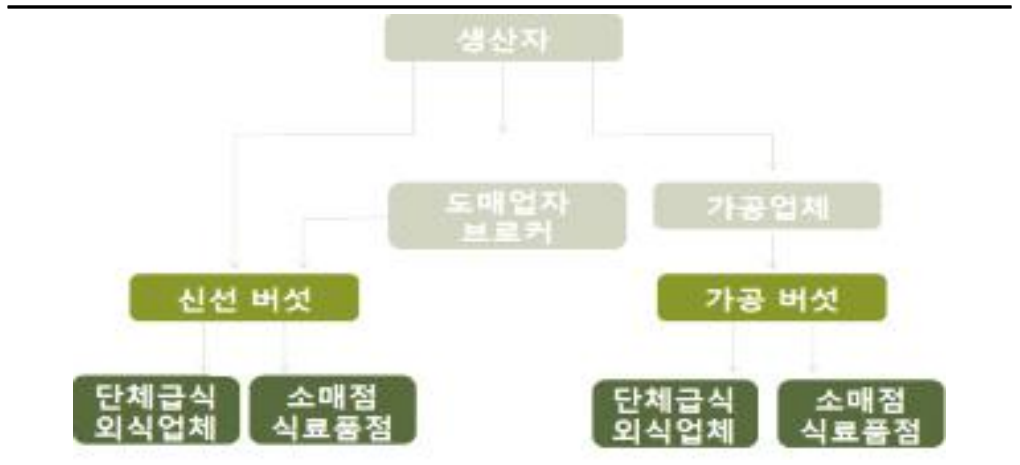 생산자
도매업자
브로커
가공업체
신선 버섯
가공 버섯
단체급식
외식업체
소매점
식료품점
단체급식
외식업체
소매점
식료품점